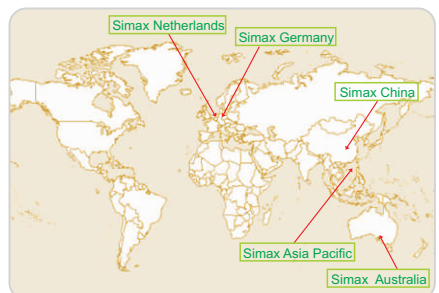 Simax Netherlands
Simax Germany
Simax China
Simax Asia Pacific
Simax Australia